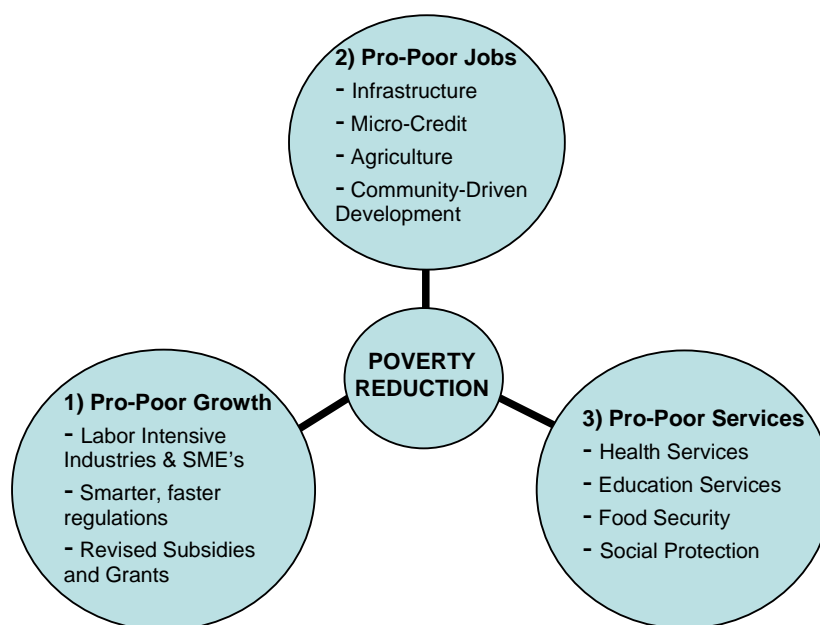 2) Pro-Poor Jobs
- Infrastructure
- Micro-Credit
- Agriculture
- Community-Driven
Development
POVERTY
REDUCTION
1) Pro-Poor Growth
- Labor Intensive
Industries & SME's
- Smarter, faster
regulations
- Revised Subsidies
and Grants
3) Pro-Poor Services
- Health Services
- Education Services
- Food Security
- Social Protection